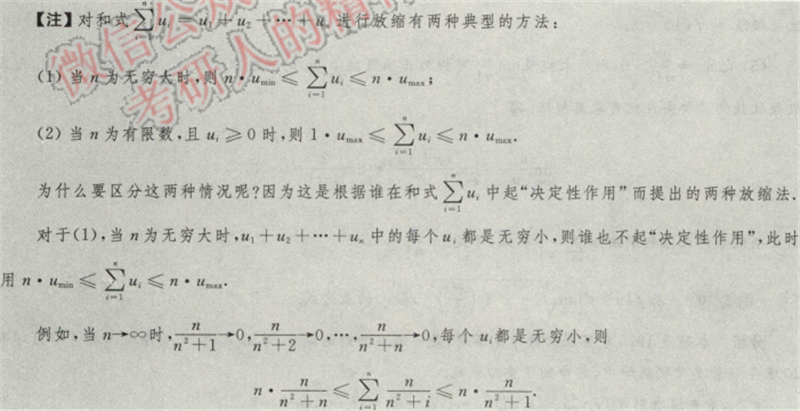 【注】对和式 $\sum_{i=1}^{n} u_i = u_1 + u_2 + \cdots + u_n$ 进行放缩有两种典型的方法：
(1) 当 n 为无穷大时，则 $n \cdot u_{\min} \leqslant \sum_{i=1}^{n} u_i \leqslant n \cdot u_{\max}$；
(2) 当 n 为有限数，且 $u_i \geqslant 0$ 时，则 $1 \cdot u_{\max} \leqslant \sum_{i=1}^{n} u_i \leqslant n \cdot u_{\max}$.
为什么要区分这两种情况呢？因为这是根据谁在和式 $\sum_{i=1}^{n} u_i$ 中起“决定性作用”而提出的两种放缩法.
对于(1)，当 n 为无穷大时，$u_1 + u_2 + \cdots + u_n$ 中的每个 $u_i$ 都是无穷小，则谁也不起“决定性作用”，此时
用 $n \cdot u_{\min} \leqslant \sum_{i=1}^{n} u_i \leqslant n \cdot u_{\max}$.
例如，当 $n \to \infty$ 时，$\frac{n}{n^2+1} \to 0, \frac{n}{n^2+2} \to 0, \cdots, \frac{n}{n^2+n} \to 0$，每个 $u_i$ 都是无穷小，则
$n \cdot \frac{n}{n^2+n} \leqslant \sum_{i=1}^{n} \frac{n}{n^2+i} \leqslant n \cdot \frac{n}{n^2+1}$.
微信公众
考研人的精神